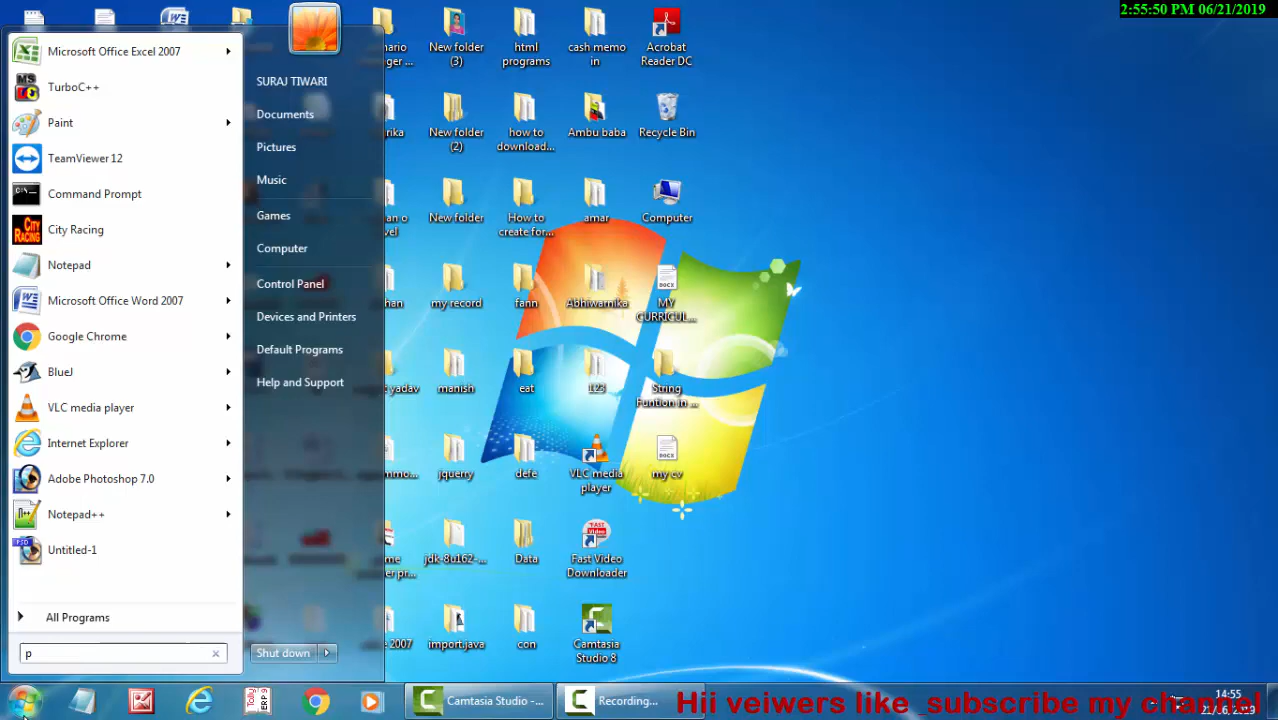 2:55:50 PM 06/21/2019
Microsoft Office Excel 2007
TurboC++
Paint
TeamViewer 12
Command Prompt
City Racing
Notepad
Microsoft Office Word 2007
Google Chrome
BlueJ
VLC media player
Internet Explorer
Adobe Photoshop 7.0
Notepad++
Untitled-1
All Programs
p
SURAJ TIWARI
Documents
Pictures
Music
Games
Computer
Control Panel
Devices and Printers
Default Programs
Help and Support
Shut down
New folder
(3)
html
programs
cash memo
in
Acrobat
Reader DC
New folder
(2)
how to
download...
Ambu baba
Recycle Bin
New folder
How to
create for...
amar
Computer
my record
fann
Abhiwarnika
MY
CURRICUL...
manish
eat
123
String
Funtion in ...
jquerry
defe
VLC media
player
my cv
jdk-8u162-...
Data
Fast Video
Downloader
import.java
con
Camtasia
Studio 8
Camtasia Studio -...
Recording...
Hii veiwers like subscribe my channel
14:55
21/06/2019